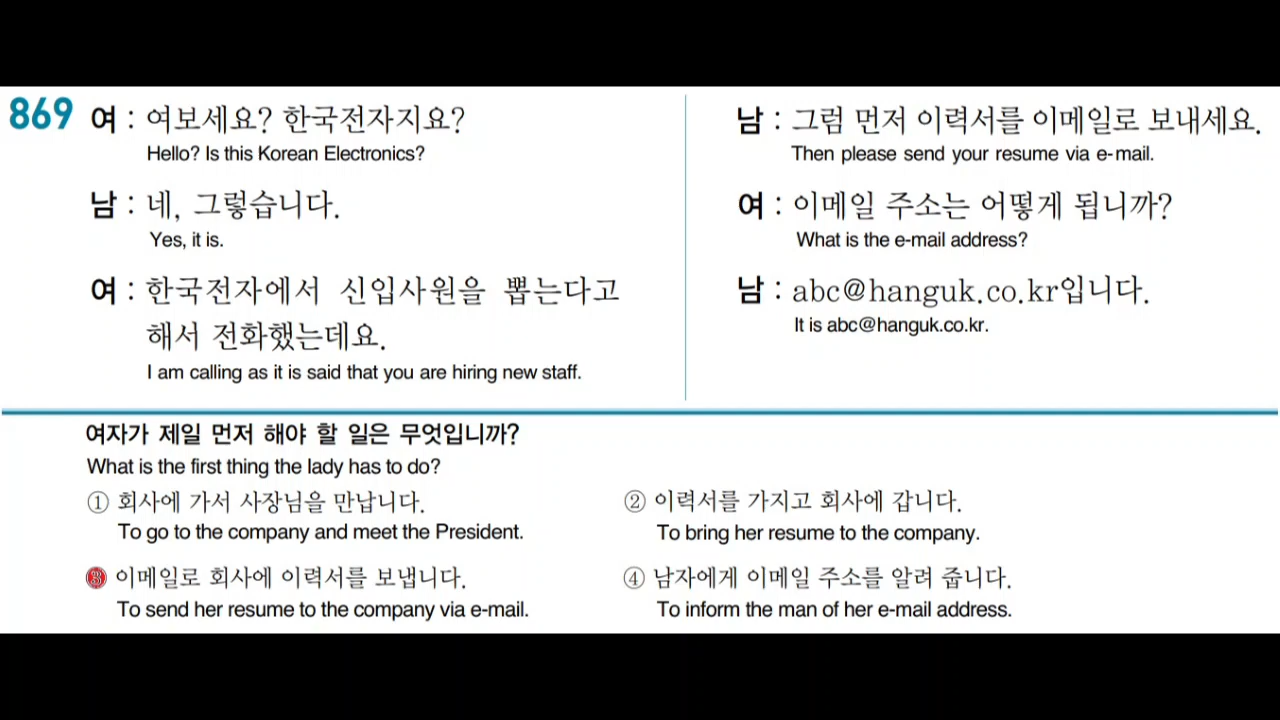 869 여 : 여보세요? 한국전자지요?
Hello? Is this Korean Electronics?
남 : 네, 그렇습니다.
Yes, it is.
여 : 한국전자에서 신입사원을 뽑는다고
해서 전화했는데요.
I am calling as it is said that you are hiring new staff.
남 : 그럼 먼저 이력서를 이메일로 보내세요.
Then please send your resume via e-mail.
여 : 이메일 주소는 어떻게 됩니까?
What is the e-mail address?
남 : abc@hanguk.co.kr입니다.
It is abc@hanguk.co.kr.
여자가 제일 먼저 해야 할 일은 무엇입니까?
What is the first thing the lady has to do?
① 회사에 가서 사장님을 만납니다.
To go to the company and meet the President.
② 이력서를 가지고 회사에 갑니다.
To bring her resume to the company.
③ 이메일로 회사에 이력서를 보냅니다.
To send her resume to the company via e-mail.
④ 남자에게 이메일 주소를 알려 줍니다.
To inform the man of her e-mail address.